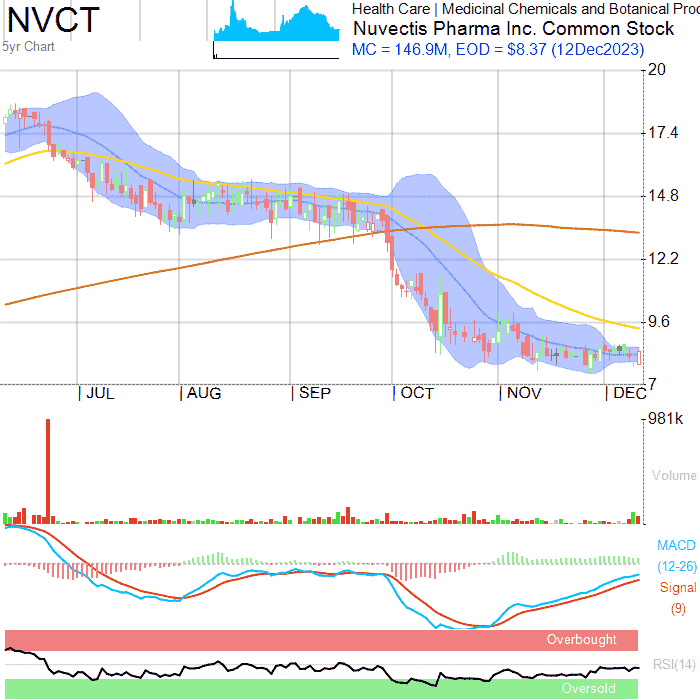 NVCT
5yr Chart
Health Care | Medicinal Chemicals and Botanical Proc
Nuvectis Pharma Inc. Common Stock
MC = 146.9M, EOD = $8.37 (12Dec2023)
20
17.4
14.8
12.2
9.6
7
JUL AUG SEP OCT NOV DEC
981k
Volume
MACD
(12-26)
Signal
(9)
Overbought
RSI(14)
Oversold